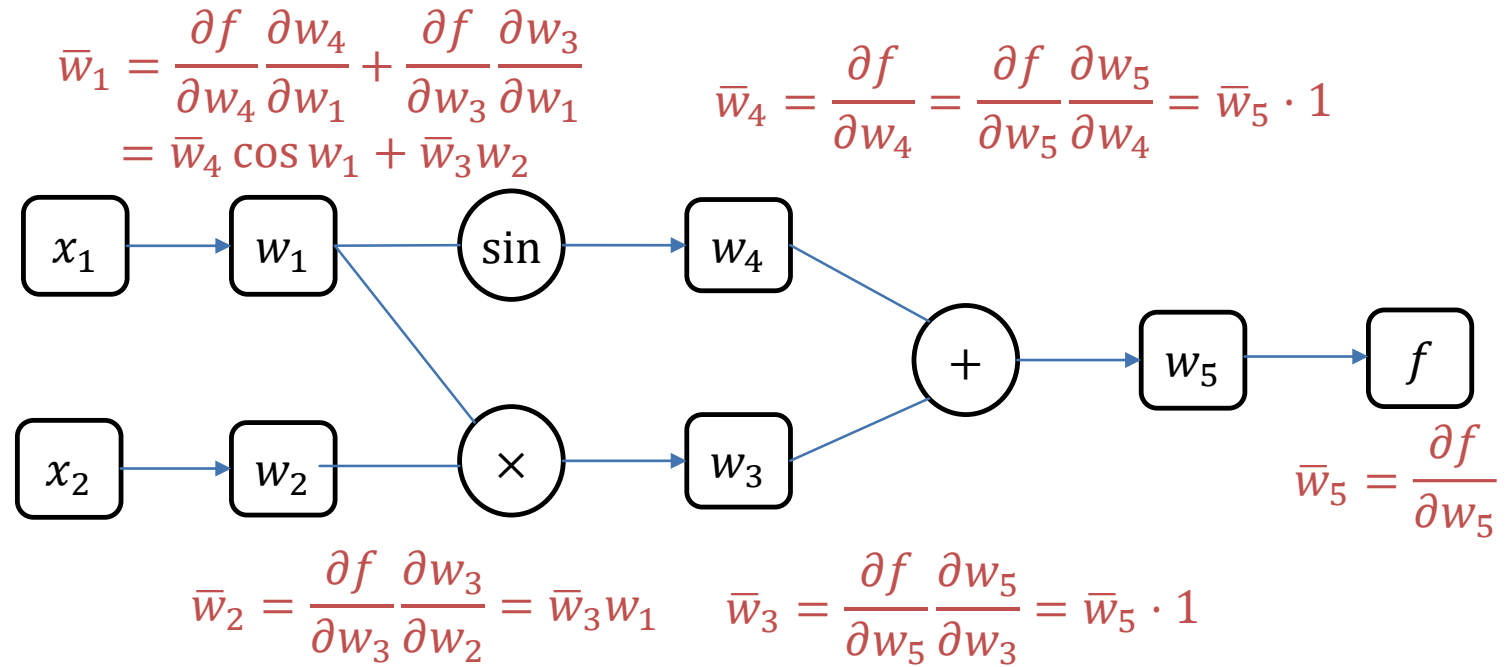 w̅₁ = ∂f/∂w₄ ∂w₄/∂w₁ + ∂f/∂w₃ ∂w₃/∂w₁
= w̅₄ cos w₁ + w̅₃w₂
w̅₄ = ∂f/∂w₄ = ∂f/∂w₅ ∂w₅/∂w₄ = w̅₅ · 1
x₁
w₁
sin
w₄
+
w₅
f
x₂
w₂
×
w₃
w̅₅ = ∂f/∂w₅
w̅₂ = ∂f/∂w₃ ∂w₃/∂w₂ = w̅₃w₁
w̅₃ = ∂f/∂w₅ ∂w₅/∂w₃ = w̅₅ · 1